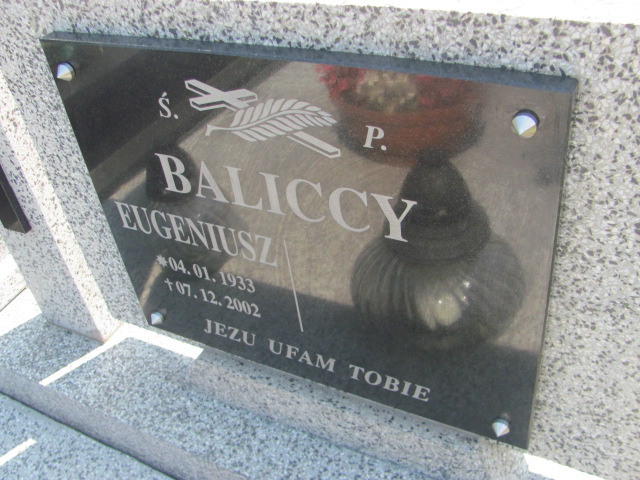 Ś. P.
BALICCY
EUGENIUSZ
*04.01.1933
†07.12.2002
JEZU UFAM TOBIE